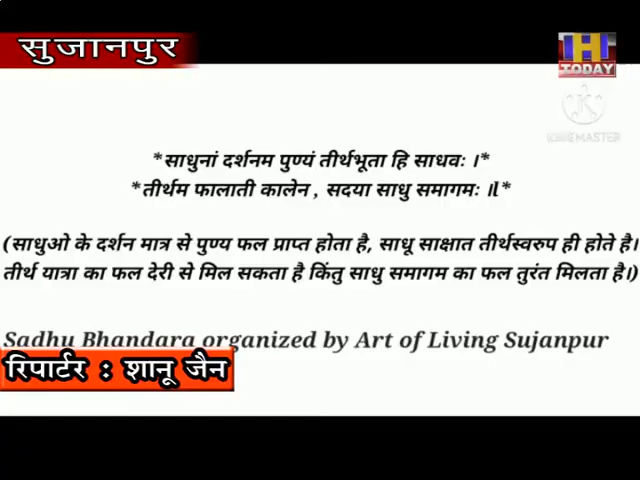 सुजानपुर
H
TODAY
KINEMASTER
*साधुनां दर्शनम पुण्यं तीर्थभूता हि साधवः ।*
*तीर्थम फालाती कालेन , सदया साधु समागमः ।l*
(साधुओ के दर्शन मात्र से पुण्य फल प्राप्त होता है, साधू साक्षात तीर्थस्वरुप ही होते है।
तीर्थ यात्रा का फल देरी से मिल सकता है किंतु साधु समागम का फल तुरंत मिलता है।)
Sadhu Bhandara organized by Art of Living Sujanpur
रिपार्टर : शानू जैन